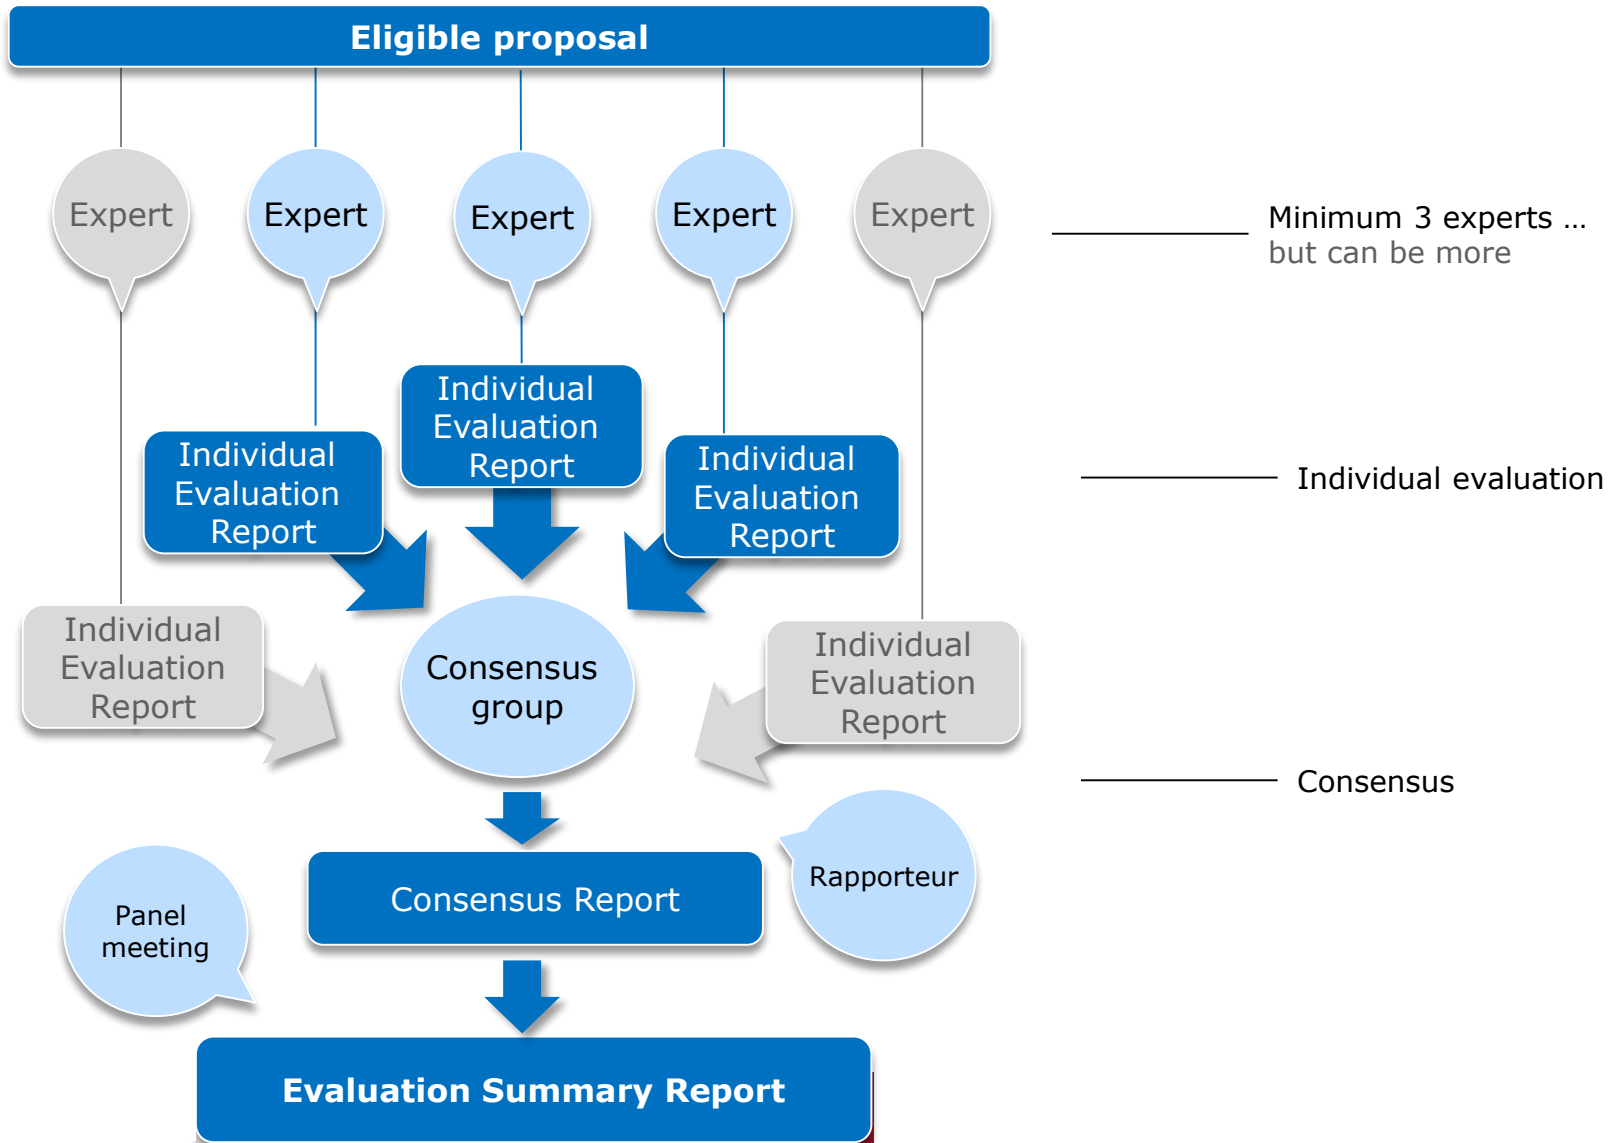 Eligible proposal
Expert
Expert
Expert
Expert
Expert
Minimum 3 experts ...
but can be more
Individual
Evaluation
Report
Individual
Evaluation
Report
Individual
Evaluation
Report
Individual evaluation
Individual
Evaluation
Report
Consensus
group
Individual
Evaluation
Report
Consensus
Rapporteur
Consensus Report
Panel
meeting
Evaluation Summary Report